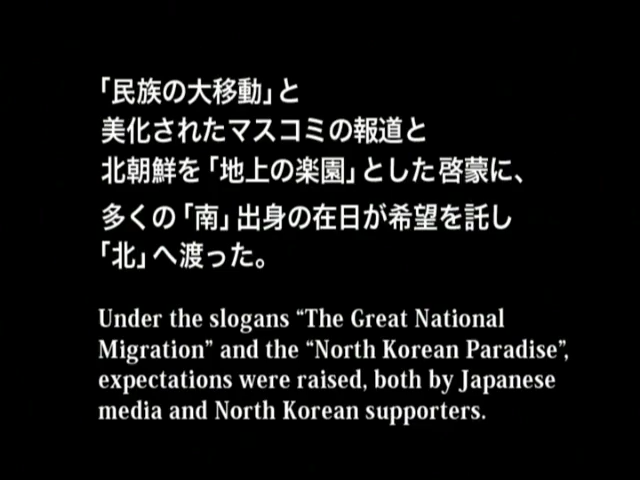 「民族の大移動」と
美化されたマスコミの報道と
北朝鮮を「地上の楽園」とした啓蒙に、
多くの「南」出身の在日が希望を託し
「北」へ渡った。
Under the slogans “The Great National
Migration” and the “North Korean Paradise”,
expectations were raised, both by Japanese
media and North Korean supporters.